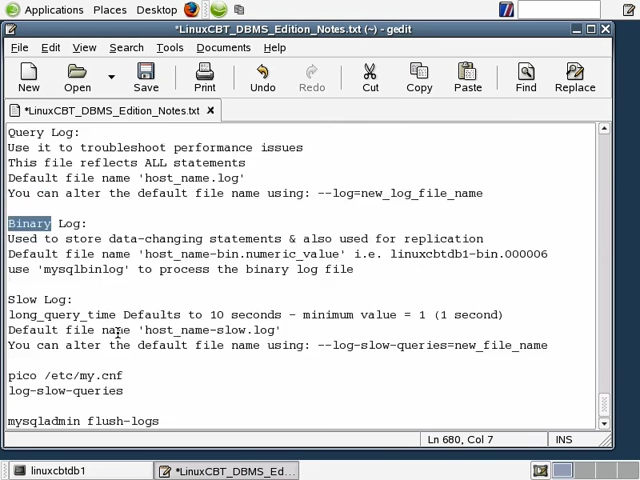 Applications Places Desktop
*LinuxCBT_DBMS_Edition_Notes.txt (~) - gedit
File Edit View Search Tools Documents Help
New Open Save Print Undo Redo Cut Copy Paste Find Replace
*LinuxCBT_DBMS_Edition_Notes.txt x
Query Log:
Use it to troubleshoot performance issues
This file reflects ALL statements
Default file name 'host_name.log'
You can alter the default file name using: --log=new_log_file_name
Binary Log:
Used to store data-changing statements & also used for replication
Default file name 'host_name-bin.numeric_value' i.e. linuxcbtdb1-bin.000006
use 'mysqlbinlog' to process the binary log file
Slow Log:
long_query_time Defaults to 10 seconds - minimum value = 1 (1 second)
Default file name 'host_name-slow.log'
You can alter the default file name using: --log-slow-queries=new_file_name
pico /etc/my.cnf
log-slow-queries
mysqladmin flush-logs
Ln 680, Col 7 INS
linuxcbtdb1 *LinuxCBT_DBMS_Ed...